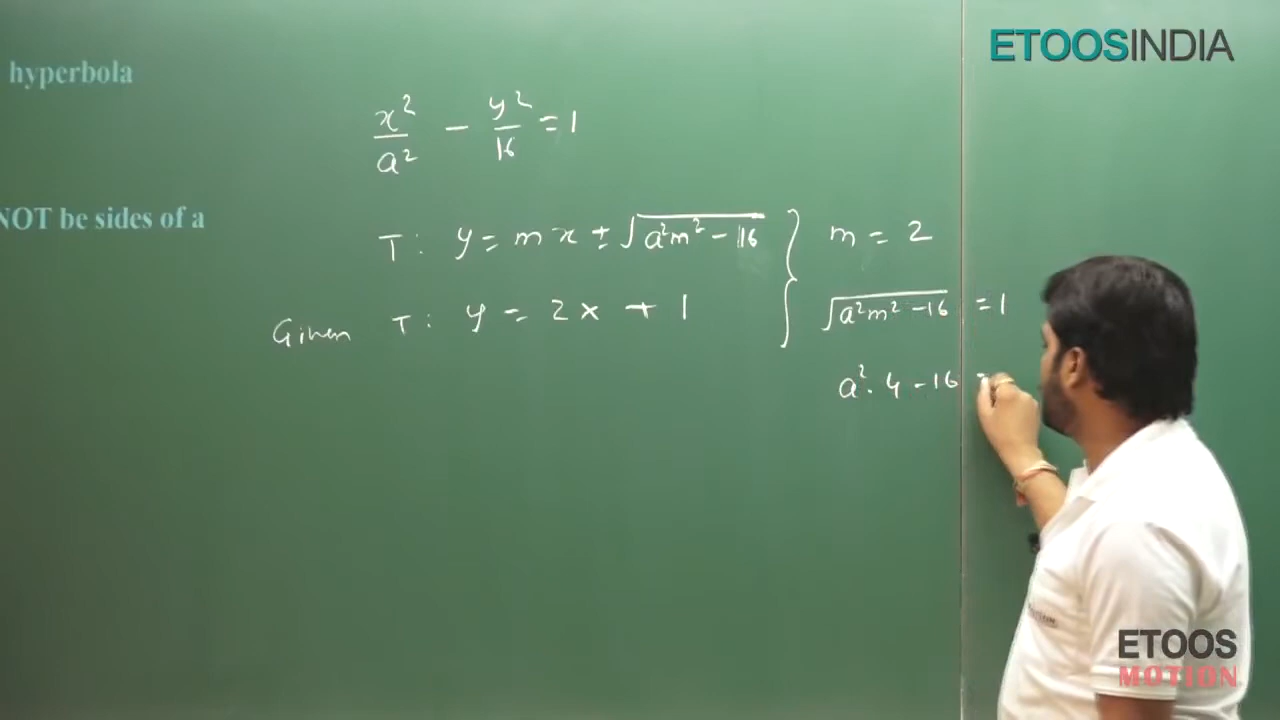 ETOOSINDIA
hyperbola
x²/a² - y²/16 = 1
NOT be sides of a
T: y = mx ± √(a²m² - 16) } m = 2
√(a²m² - 16) = 1
Given T: y = 2x + 1
a². 4 - 16 =
ETOOS
MOTION